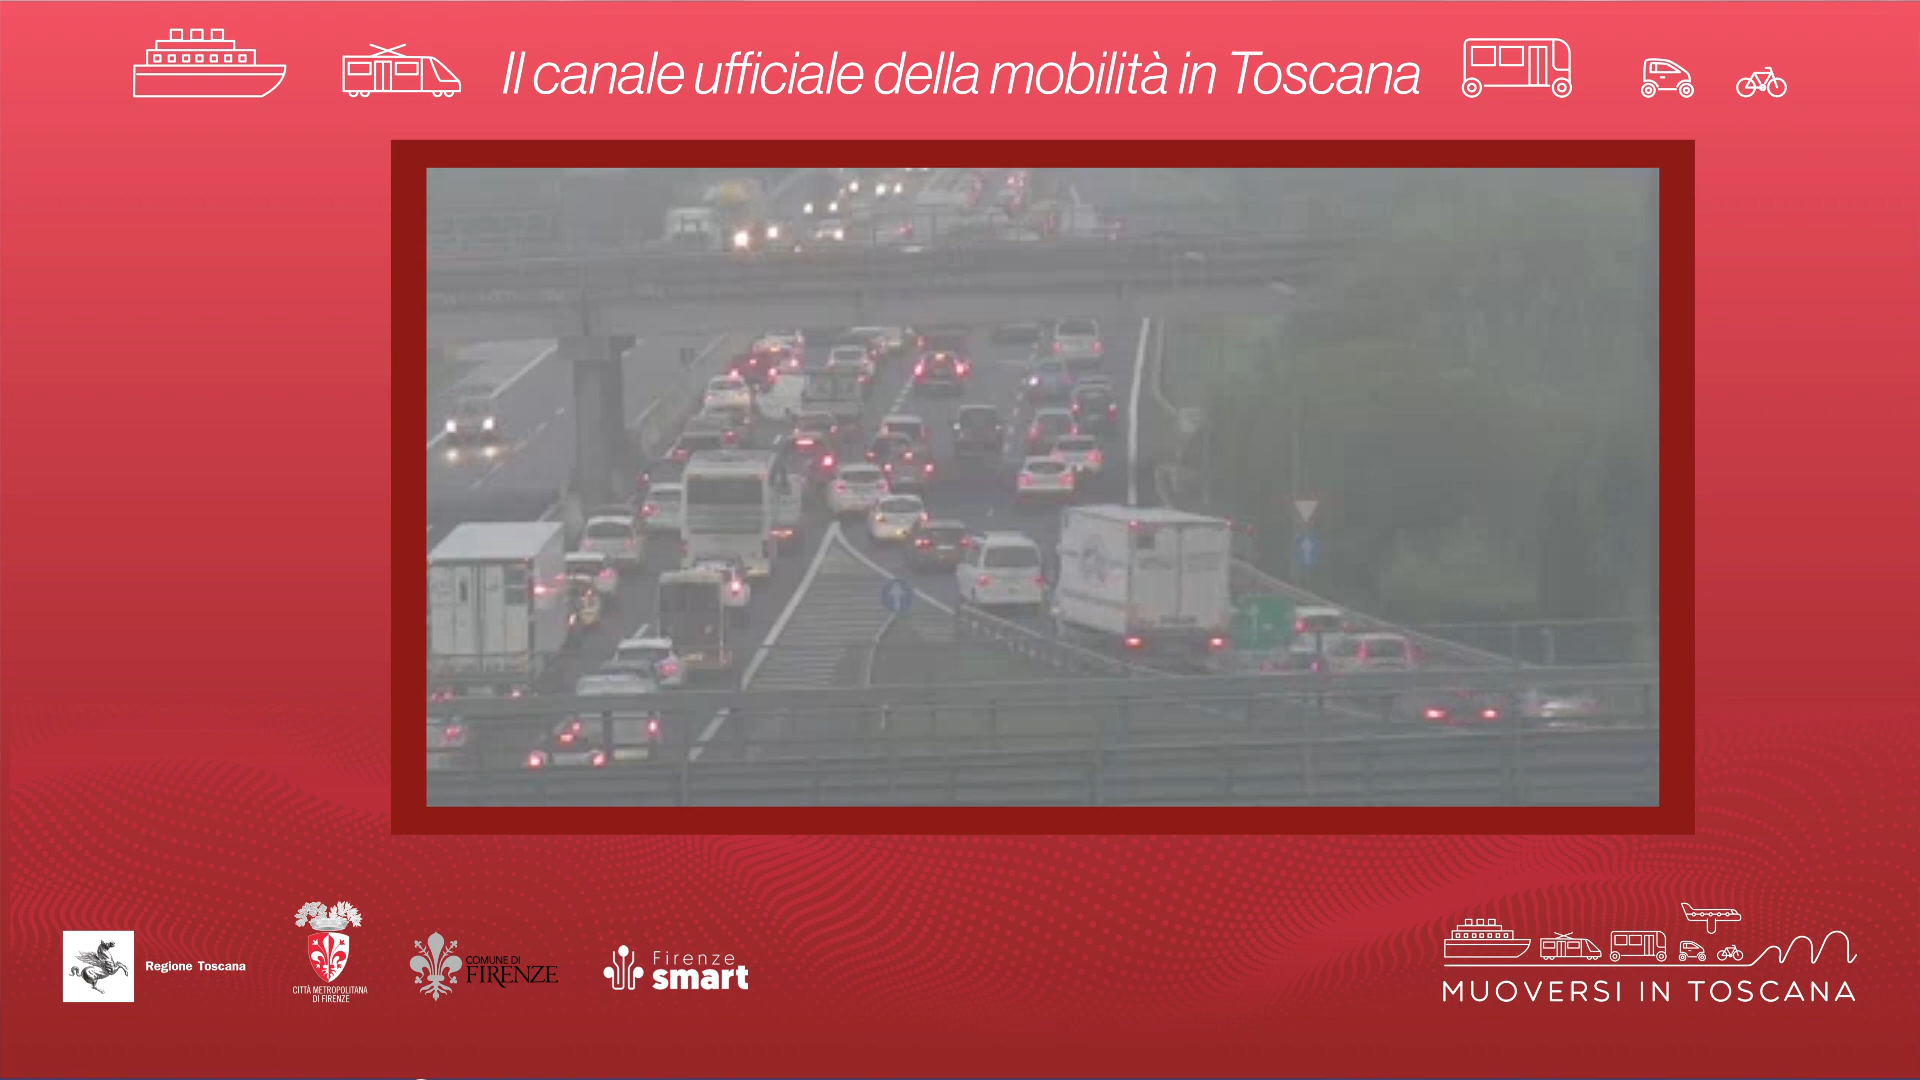 Il canale ufficiale della mobilità in Toscana
Regione Toscana
CITTÀ METROPOLITANA
DI FIRENZE
COMUNE DI
FIRENZE
Firenze
smart
MUOVERSI IN TOSCANA